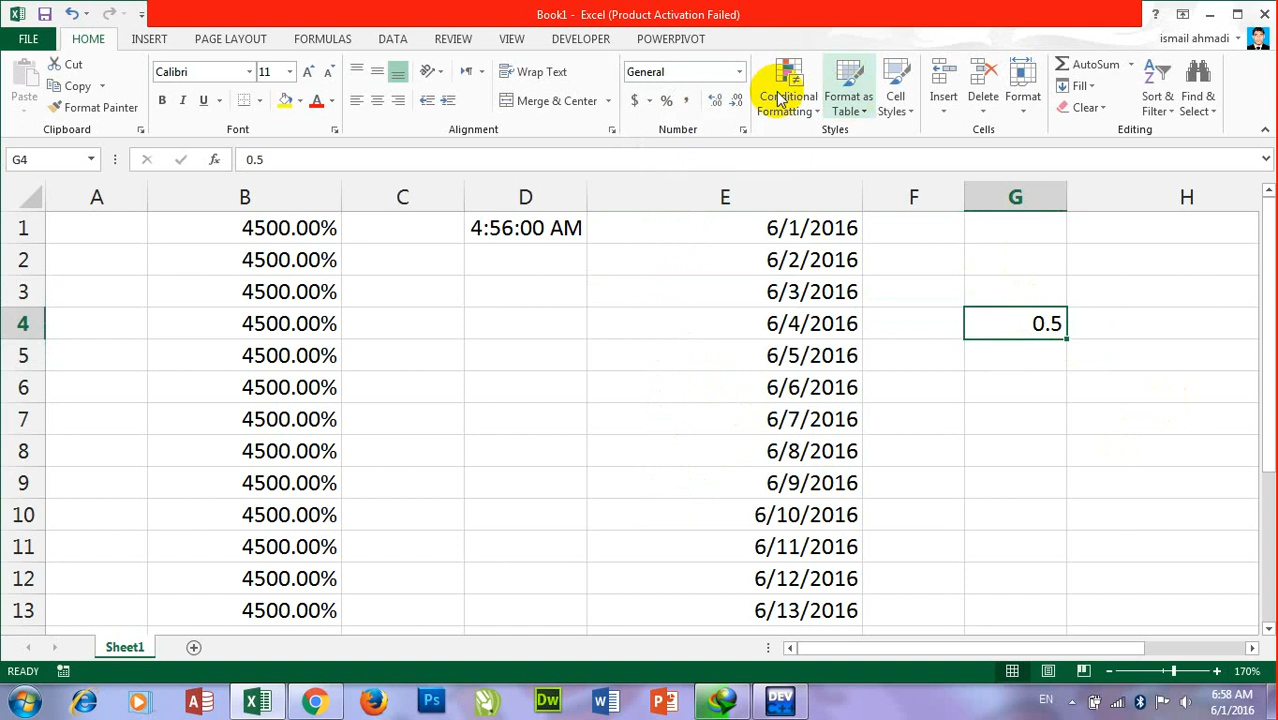 Book1 - Excel (Product Activation Failed)
?
FILE HOME INSERT PAGE LAYOUT FORMULAS DATA REVIEW VIEW DEVELOPER POWERPIVOT ismail ahmadi
Paste
Cut
Copy
Format Painter
Clipboard
Calibri 11
B I U
Font
Wrap Text
Merge & Center
Alignment
General
$ % ,
Number
Conditional Formatting
Format as Table
Cell Styles
Styles
Insert
Delete
Format
Cells
AutoSum
Fill
Clear
Sort & Filter
Find & Select
Editing
G4 fx 0.5
A B C D E F G H
1 4500.00% 4:56:00 AM 6/1/2016
2 4500.00% 6/2/2016
3 4500.00% 6/3/2016
4 4500.00% 6/4/2016 0.5
5 4500.00% 6/5/2016
6 4500.00% 6/6/2016
7 4500.00% 6/7/2016
8 4500.00% 6/8/2016
9 4500.00% 6/9/2016
10 4500.00% 6/10/2016
11 4500.00% 6/11/2016
12 4500.00% 6/12/2016
13 4500.00% 6/13/2016
Sheet1
READY 170%
Ps Dw DEV EN 6:58 AM
6/1/2016